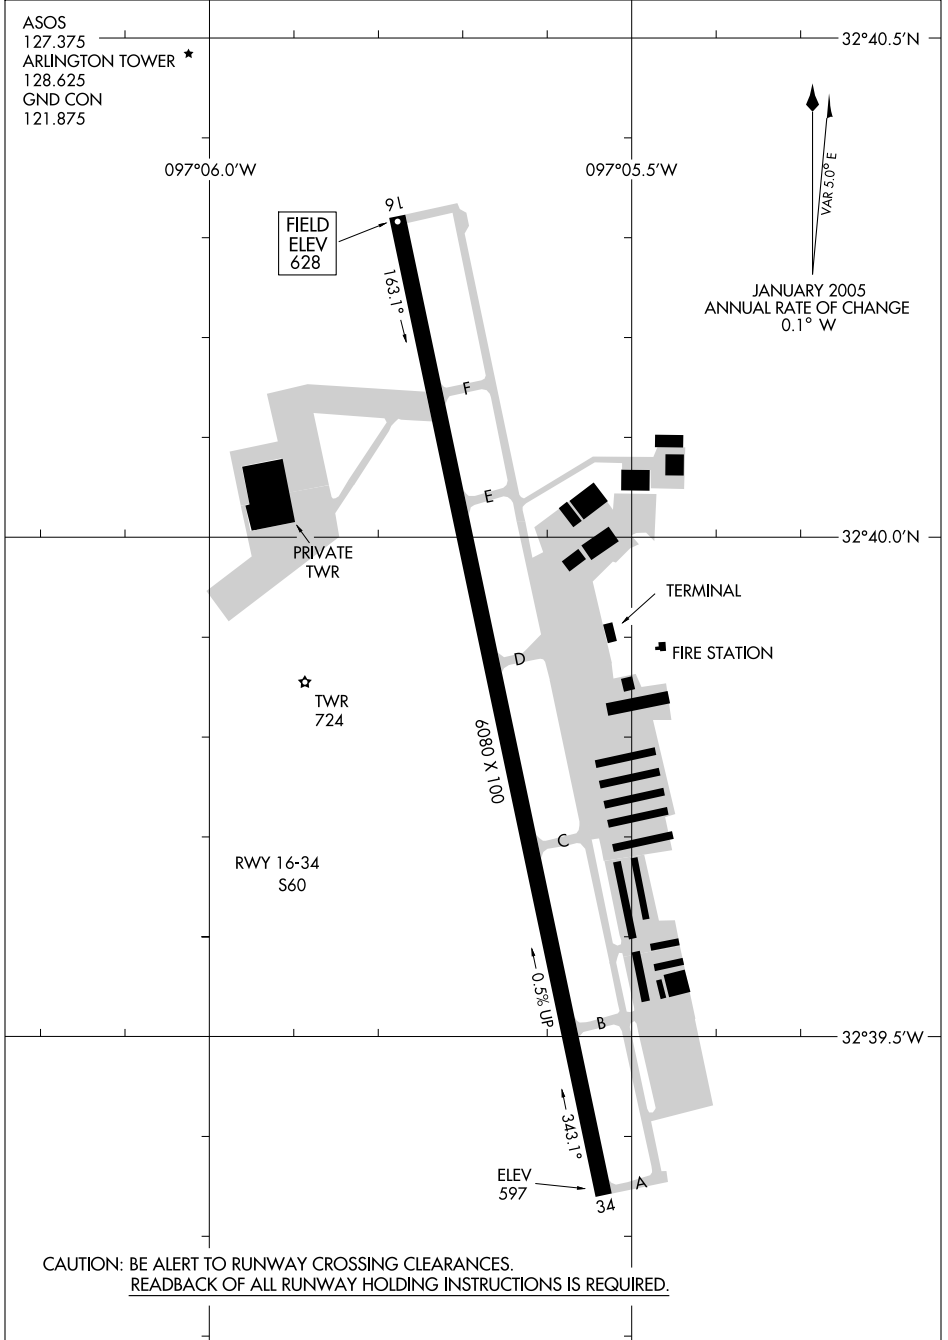 ASOS
127.375
ARLINGTON TOWER
128.625
GND CON
121.875
32°40.5'N
097°06.0'W
097°05.5'W
VAR 5.0° E
JANUARY 2005
ANNUAL RATE OF CHANGE
0.1° W
16
FIELD
ELEV
628
163.1°
F
E
PRIVATE
TWR
32°40.0'N
TERMINAL
FIRE STATION
D
TWR
724
6080 X 100
C
RWY 16-34
S60
0.5% UP
B
32°39.5'W
343.1°
ELEV
597
A
34
CAUTION: BE ALERT TO RUNWAY CROSSING CLEARANCES.
READBACK OF ALL RUNWAY HOLDING INSTRUCTIONS IS REQUIRED.